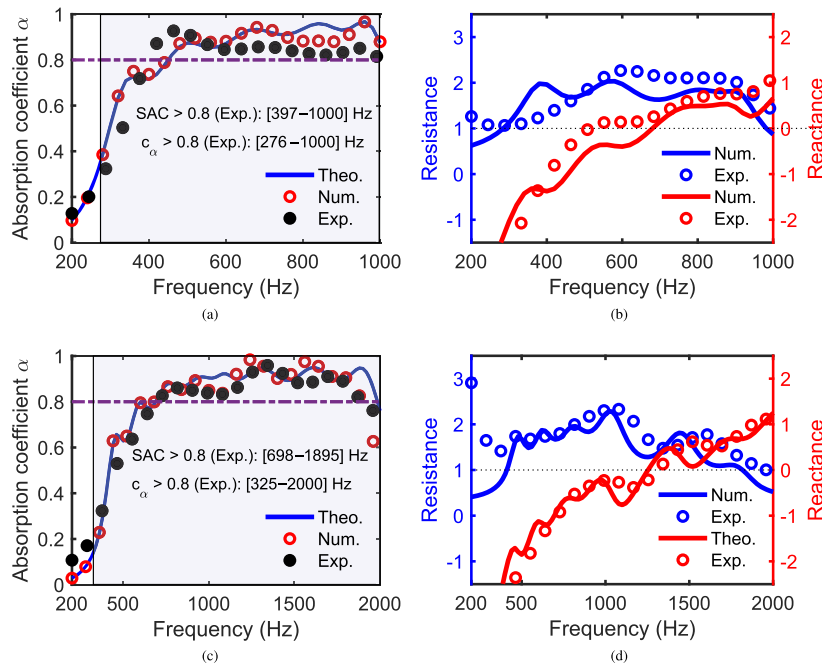 Absorption coefficient α
1
0.8
0.6
0.4
0.2
0
SAC > 0.8 (Exp.): [397−1000] Hz
cα > 0.8 (Exp.): [276−1000] Hz
Theo.
Num.
Exp.
200 400 600 800 1000
Frequency (Hz)
(a)
Resistance
3
2
1
0
-1
Num.
Exp.
Num.
Exp.
2
1
0
-1
-2
Reactance
200 400 600 800 1000
Frequency (Hz)
(b)
Absorption coefficient α
1
0.8
0.6
0.4
0.2
0
SAC > 0.8 (Exp.): [698−1895] Hz
cα > 0.8 (Exp.): [325−2000] Hz
Theo.
Num.
Exp.
200 500 1000 1500 2000
Frequency (Hz)
(c)
Resistance
3
2
1
0
-1
Num.
Exp.
Theo.
Exp.
2
1
0
-1
-2
Reactance
200 500 1000 1500 2000
Frequency (Hz)
(d)